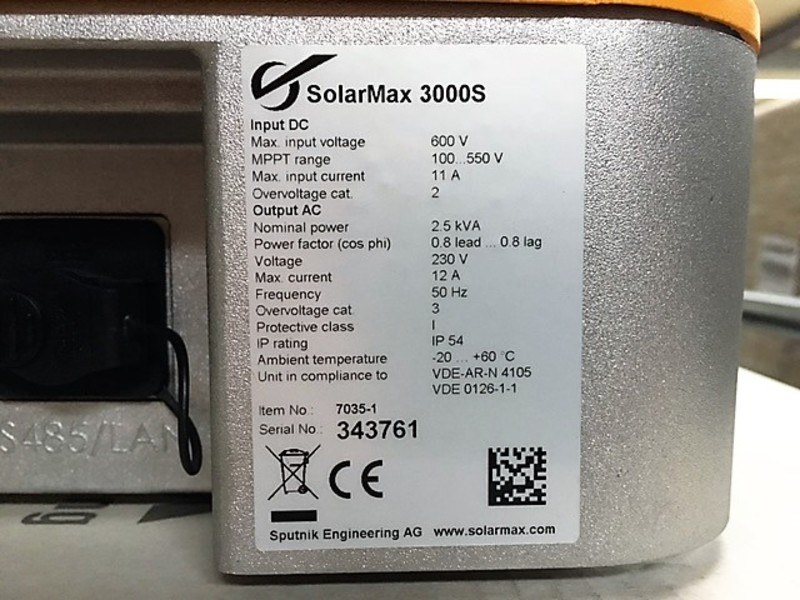 SolarMax 3000S
Input DC
Max. input voltage 600 V
MPPT range 100...550 V
Max. input current 11 A
Overvoltage cat. 2
Output AC
Nominal power 2.5 kVA
Power factor (cos phi) 0.8 lead ... 0.8 lag
Voltage 230 V
Max. current 12 A
Frequency 50 Hz
Overvoltage cat. 3
Protective class I
IP rating IP 54
Ambient temperature -20 ... +60 °C
Unit in compliance to VDE-AR-N 4105
VDE 0126-1-1
Item No.: 7035-1
Serial No.: 343761
CE
Sputnik Engineering AG www.solarmax.com
S485/LAN